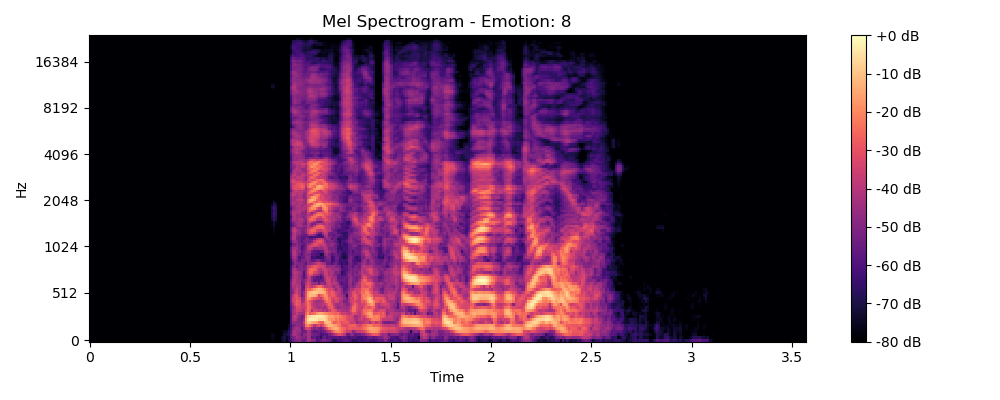 Mel Spectrogram - Emotion: 8
Hz
16384
8192
4096
2048
1024
512
0
0 0.5 1 1.5 2 2.5 3 3.5
Time
+0 dB
-10 dB
-20 dB
-30 dB
-40 dB
-50 dB
-60 dB
-70 dB
-80 dB